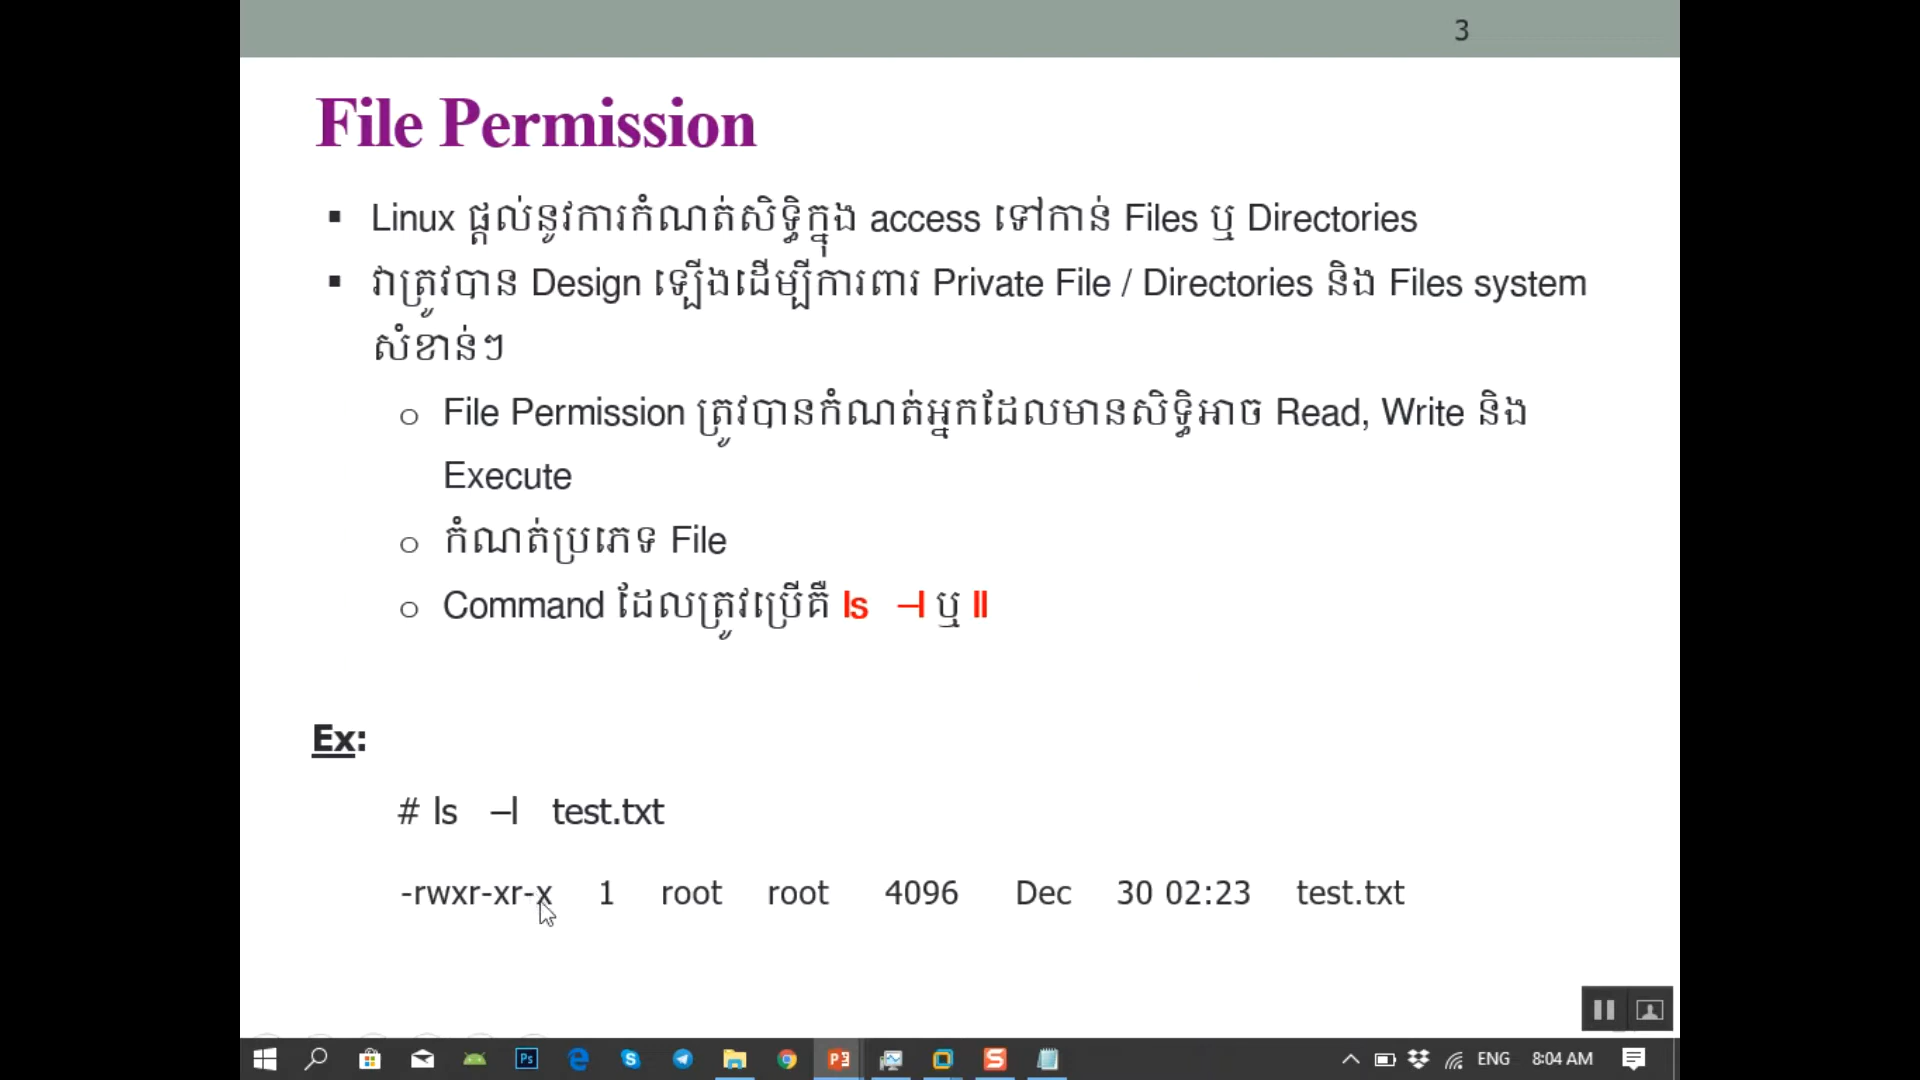 3
File Permission
▪ Linux ផ្តល់នូវការកំណត់សិទ្ធិក្នុង access ទៅកាន់ Files ឬ Directories
▪ វាត្រូវបាន Design ឡើងដើម្បីការពារ Private File / Directories និង Files system
សំខាន់ៗ
o File Permission ត្រូវបានកំណត់អ្នកដែលមានសិទ្ធិអាច Read, Write និង
Execute
o កំណត់ប្រភេទ File
o Command ដែលត្រូវប្រើគឺ ls –l ឬ ll
Ex:
# ls –l test.txt
-rwxr-xr-x 1 root root 4096 Dec 30 02:23 test.txt
ENG 8:04 AM